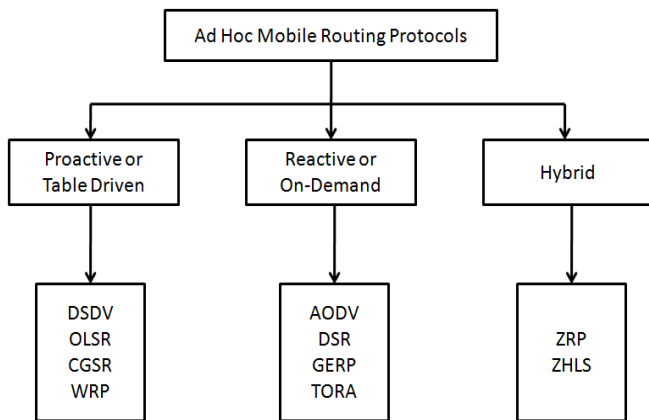 Ad Hoc Mobile Routing Protocols
Proactive or
Table Driven
Reactive or
On-Demand
Hybrid
DSDV
OLSR
CGSR
WRP
AODV
DSR
GERP
TORA
ZRP
ZHLS